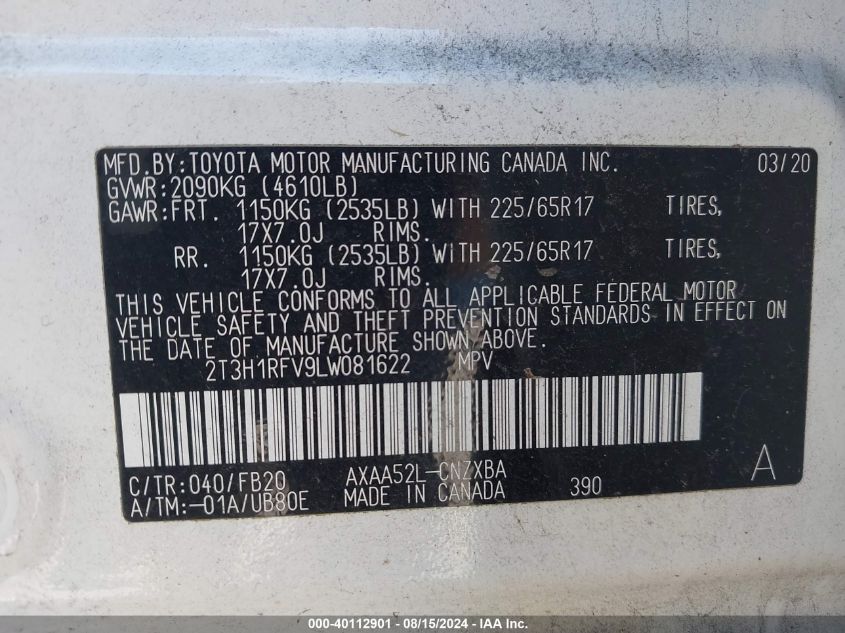 MFD.BY:TOYOTA MOTOR MANUFACTURING CANADA INC. 03/20
GVWR:2090KG (4610LB)
GAWR:FRT. 1150KG (2535LB) WITH 225/65R17 TIRES,
17X7.0J RIMS.
RR. 1150KG (2535LB) WITH 225/65R17 TIRES,
17X7.0J RIMS.
THIS VEHICLE CONFORMS TO ALL APPLICABLE FEDERAL MOTOR
VEHICLE SAFETY AND THEFT PREVENTION STANDARDS IN EFFECT ON
THE DATE OF MANUFACTURE SHOWN ABOVE.
2T3H1RFV9LW081622 MPV
C/TR:040/FB20 AXAA52L-CNZXBA A
A/TM:-01A/UB80E MADE IN CANADA 390
000-40112901 - 08/15/2024 - IAAI.com.